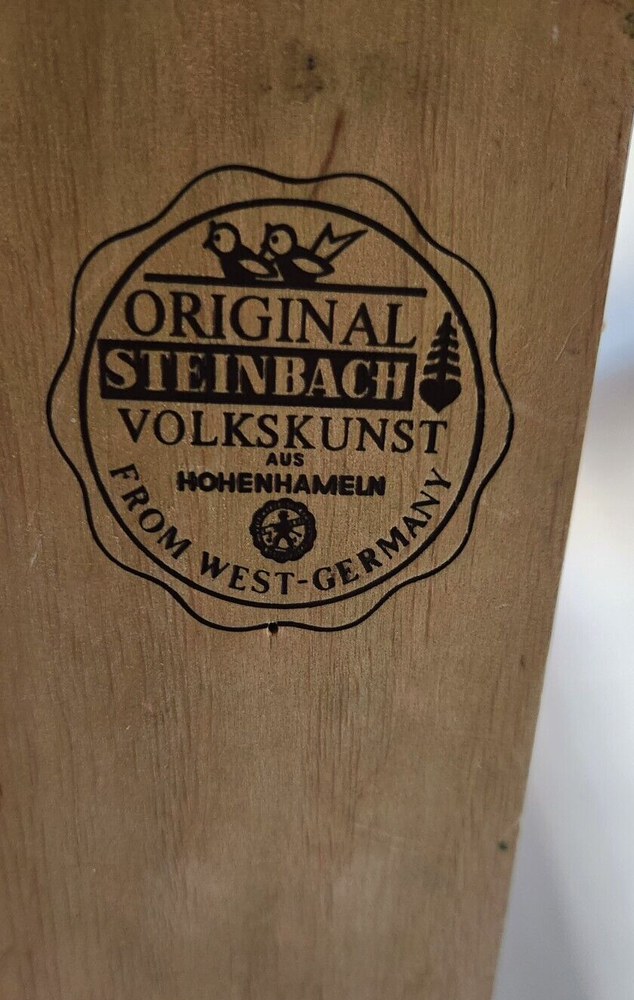 ORIGINAL
STEINBACH
VOLKSKUNST
AUS
HOHENHAMELN
FROM WEST-GERMANY